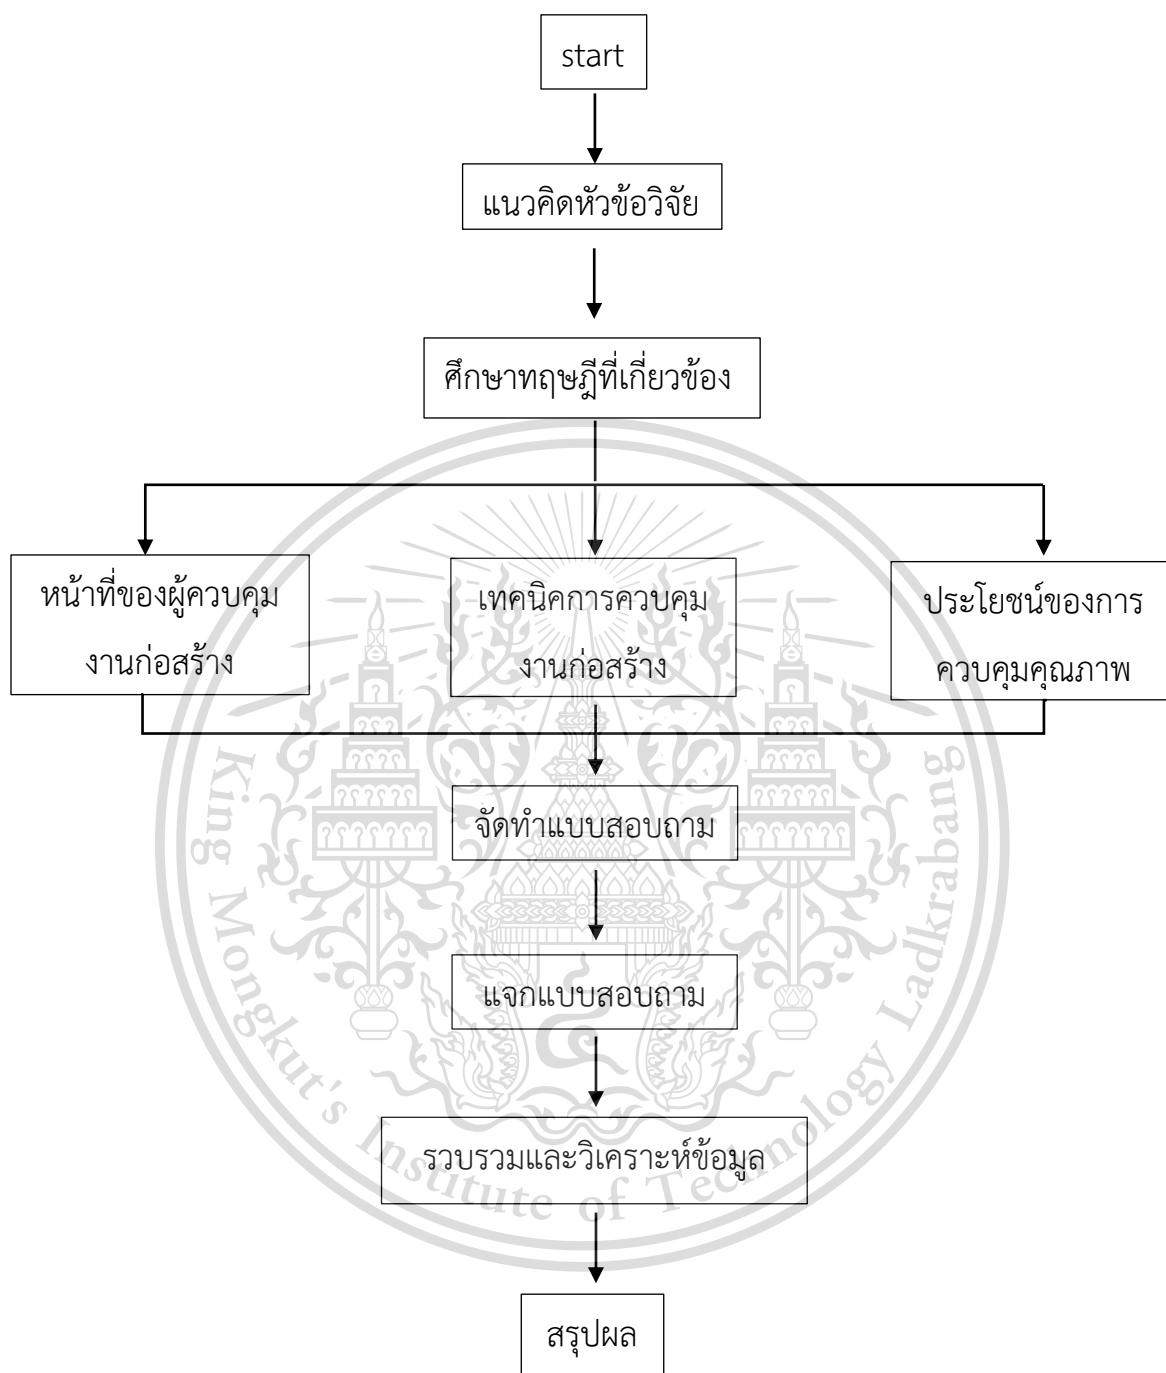 start
แนวคิดหัวข้อวิจัย
ศึกษาทฤษฎีที่เกี่ยวข้อง
หน้าที่ของผู้ควบคุม
งานก่อสร้าง
เทคนิคการควบคุม
งานก่อสร้าง
ประโยชน์ของการ
ควบคุมคุณภาพ
จัดทำแบบสอบถาม
แจกแบบสอบถาม
รวบรวมและวิเคราะห์ข้อมูล
สรุปผล
King Mongkut's Institute of Technology Ladkrabang